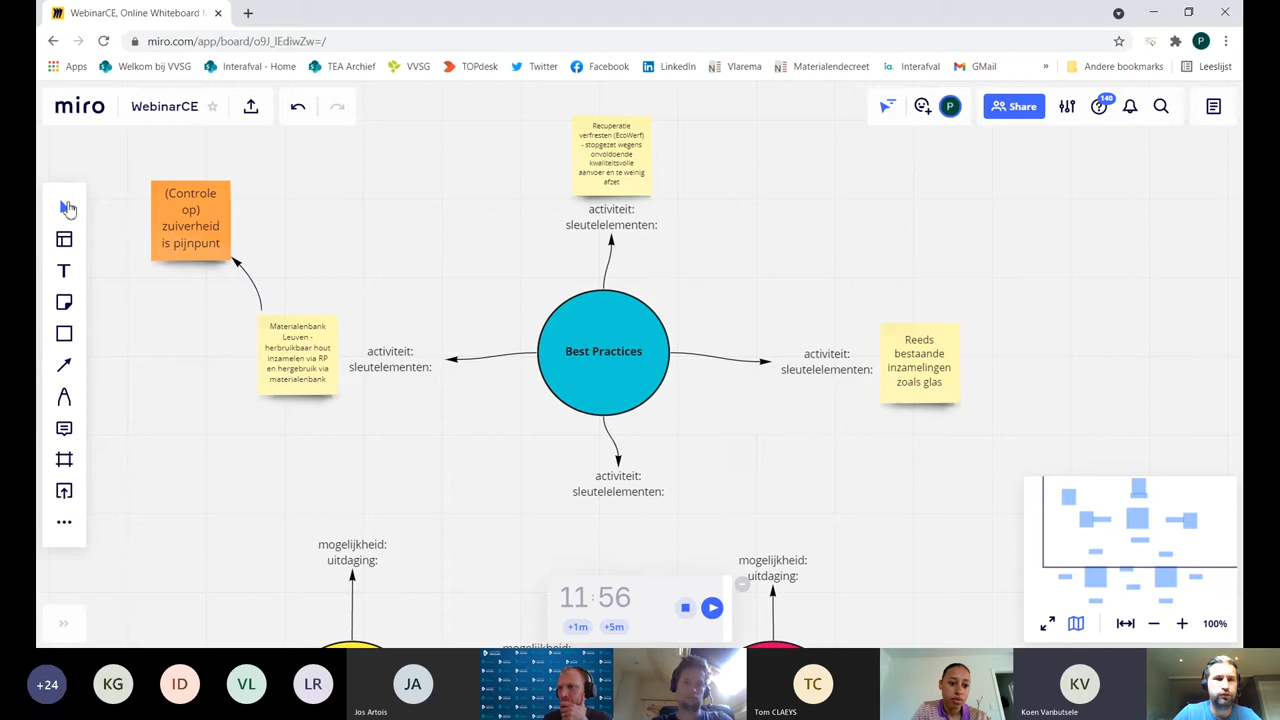 WebinarCE, Online Whiteboard f
miro.com/app/board/o9J_lEdiwZw=/
Apps Welkom bij VVSG Interafval - Home TEA Archief VVSG TOPdesk Twitter Facebook LinkedIn Vlarema Materialendecreet Interafval GMail » Andere bookmarks Leeslijst
miro WebinarCE P Share 140
Recuperatie
verfresten (EcoWerf)
- stopgezet wegens
onvoldoende
kwaliteitsvolle
aanvoer en te weinig
afzet
activiteit:
sleutelelementen:
(Controle
op)
zuiverheid
is pijnpunt
Materialenbank
Leuven -
herbruikbaar hout
inzamelen via RP
en hergebruik via
materialenbank
activiteit:
sleutelelementen:
Best Practices
activiteit:
sleutelelementen:
Reeds
bestaande
inzamelingen
zoals glas
activiteit:
sleutelelementen:
mogelijkheid:
uitdaging:
mogelijkheid:
uitdaging:
11:56
+1m +5m
100%
+24 KG ID VL LR JA TC KV
Jos Artois
Tom CLAEYS
Koen Vanbutsele